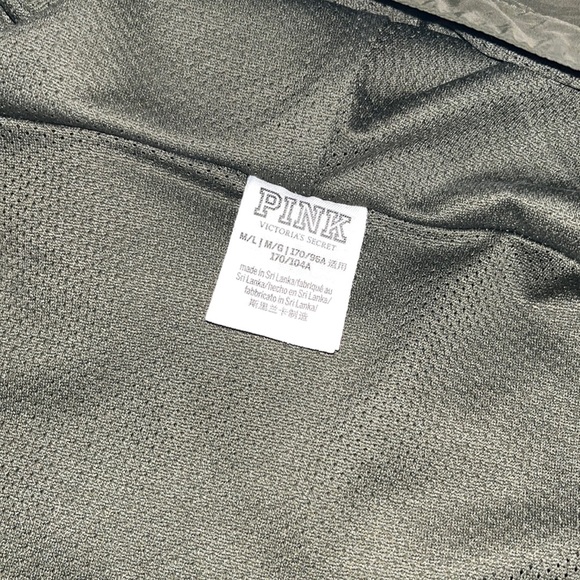 PINK
VICTORIA'S SECRET
M/L | M/G | 170/96A 适用
170/104A
made in Sri Lanka/fabriqué au
Sri Lanka/hecho en Sri Lanka/
fabbricato in Sri Lanka/
斯里兰卡制造